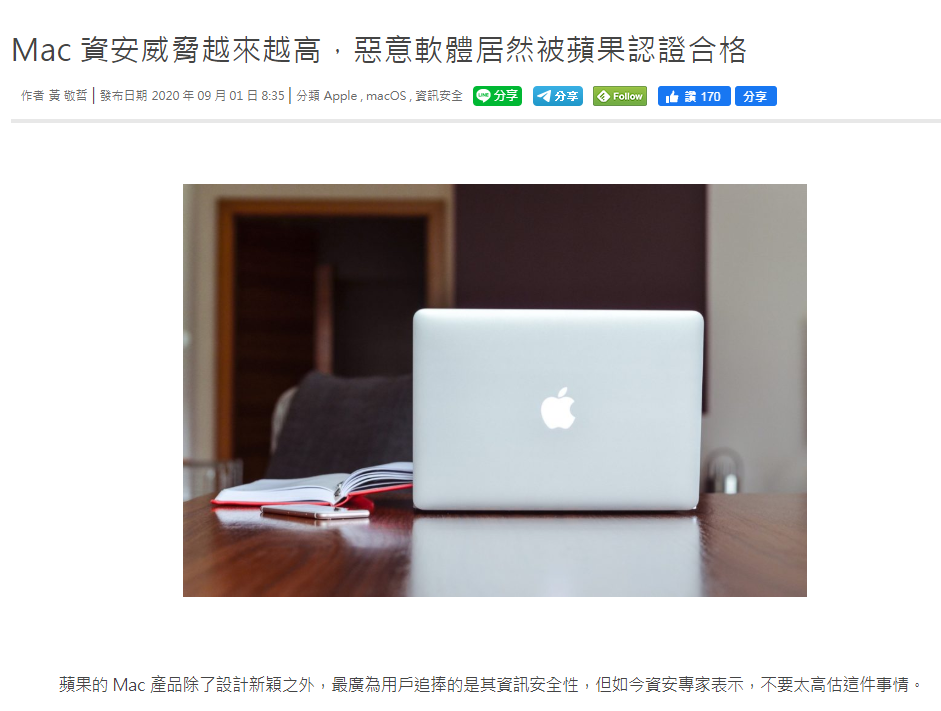 Mac 資安威脅越來越高，惡意軟體居然被蘋果認證合格
作者 黃 敬哲 | 發布日期 2020 年 09 月 01 日 8:35 | 分類 Apple , macOS , 資訊安全 LINE 分享 分享 Follow 讚 170 分享
蘋果的 Mac 產品除了設計新穎之外，最廣為用戶追捧的是其資訊安全性，但如今資安專家表示，不要太高估這件事情。